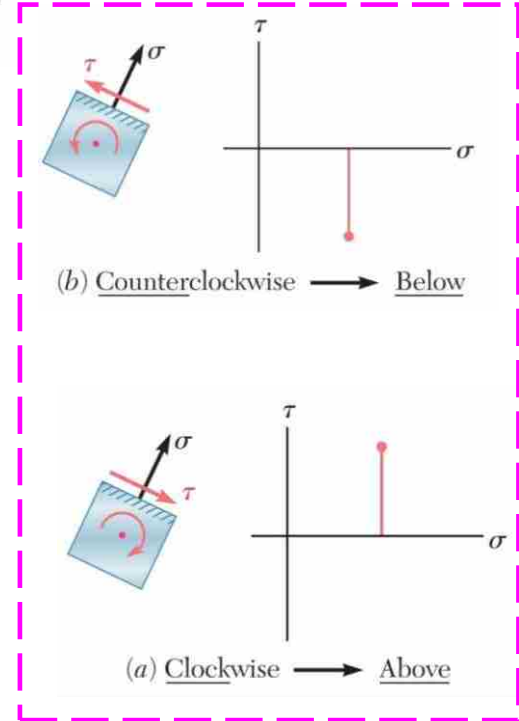 τ
τ
σ
σ
(b) Counterclockwise → Below
τ
σ
τ
σ
(a) Clockwise → Above